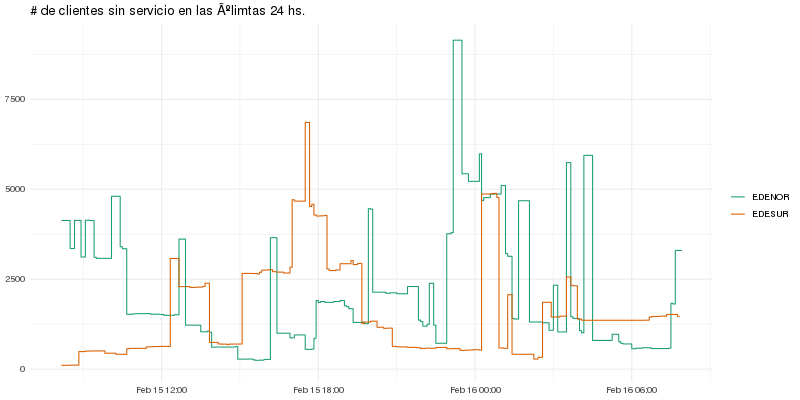 # de clientes sin servicio en las Ãºlimtas 24 hs.
7500
5000
2500
0
Feb 15 12:00
Feb 15 18:00
Feb 16 00:00
Feb 16 06:00
EDENOR
EDESUR